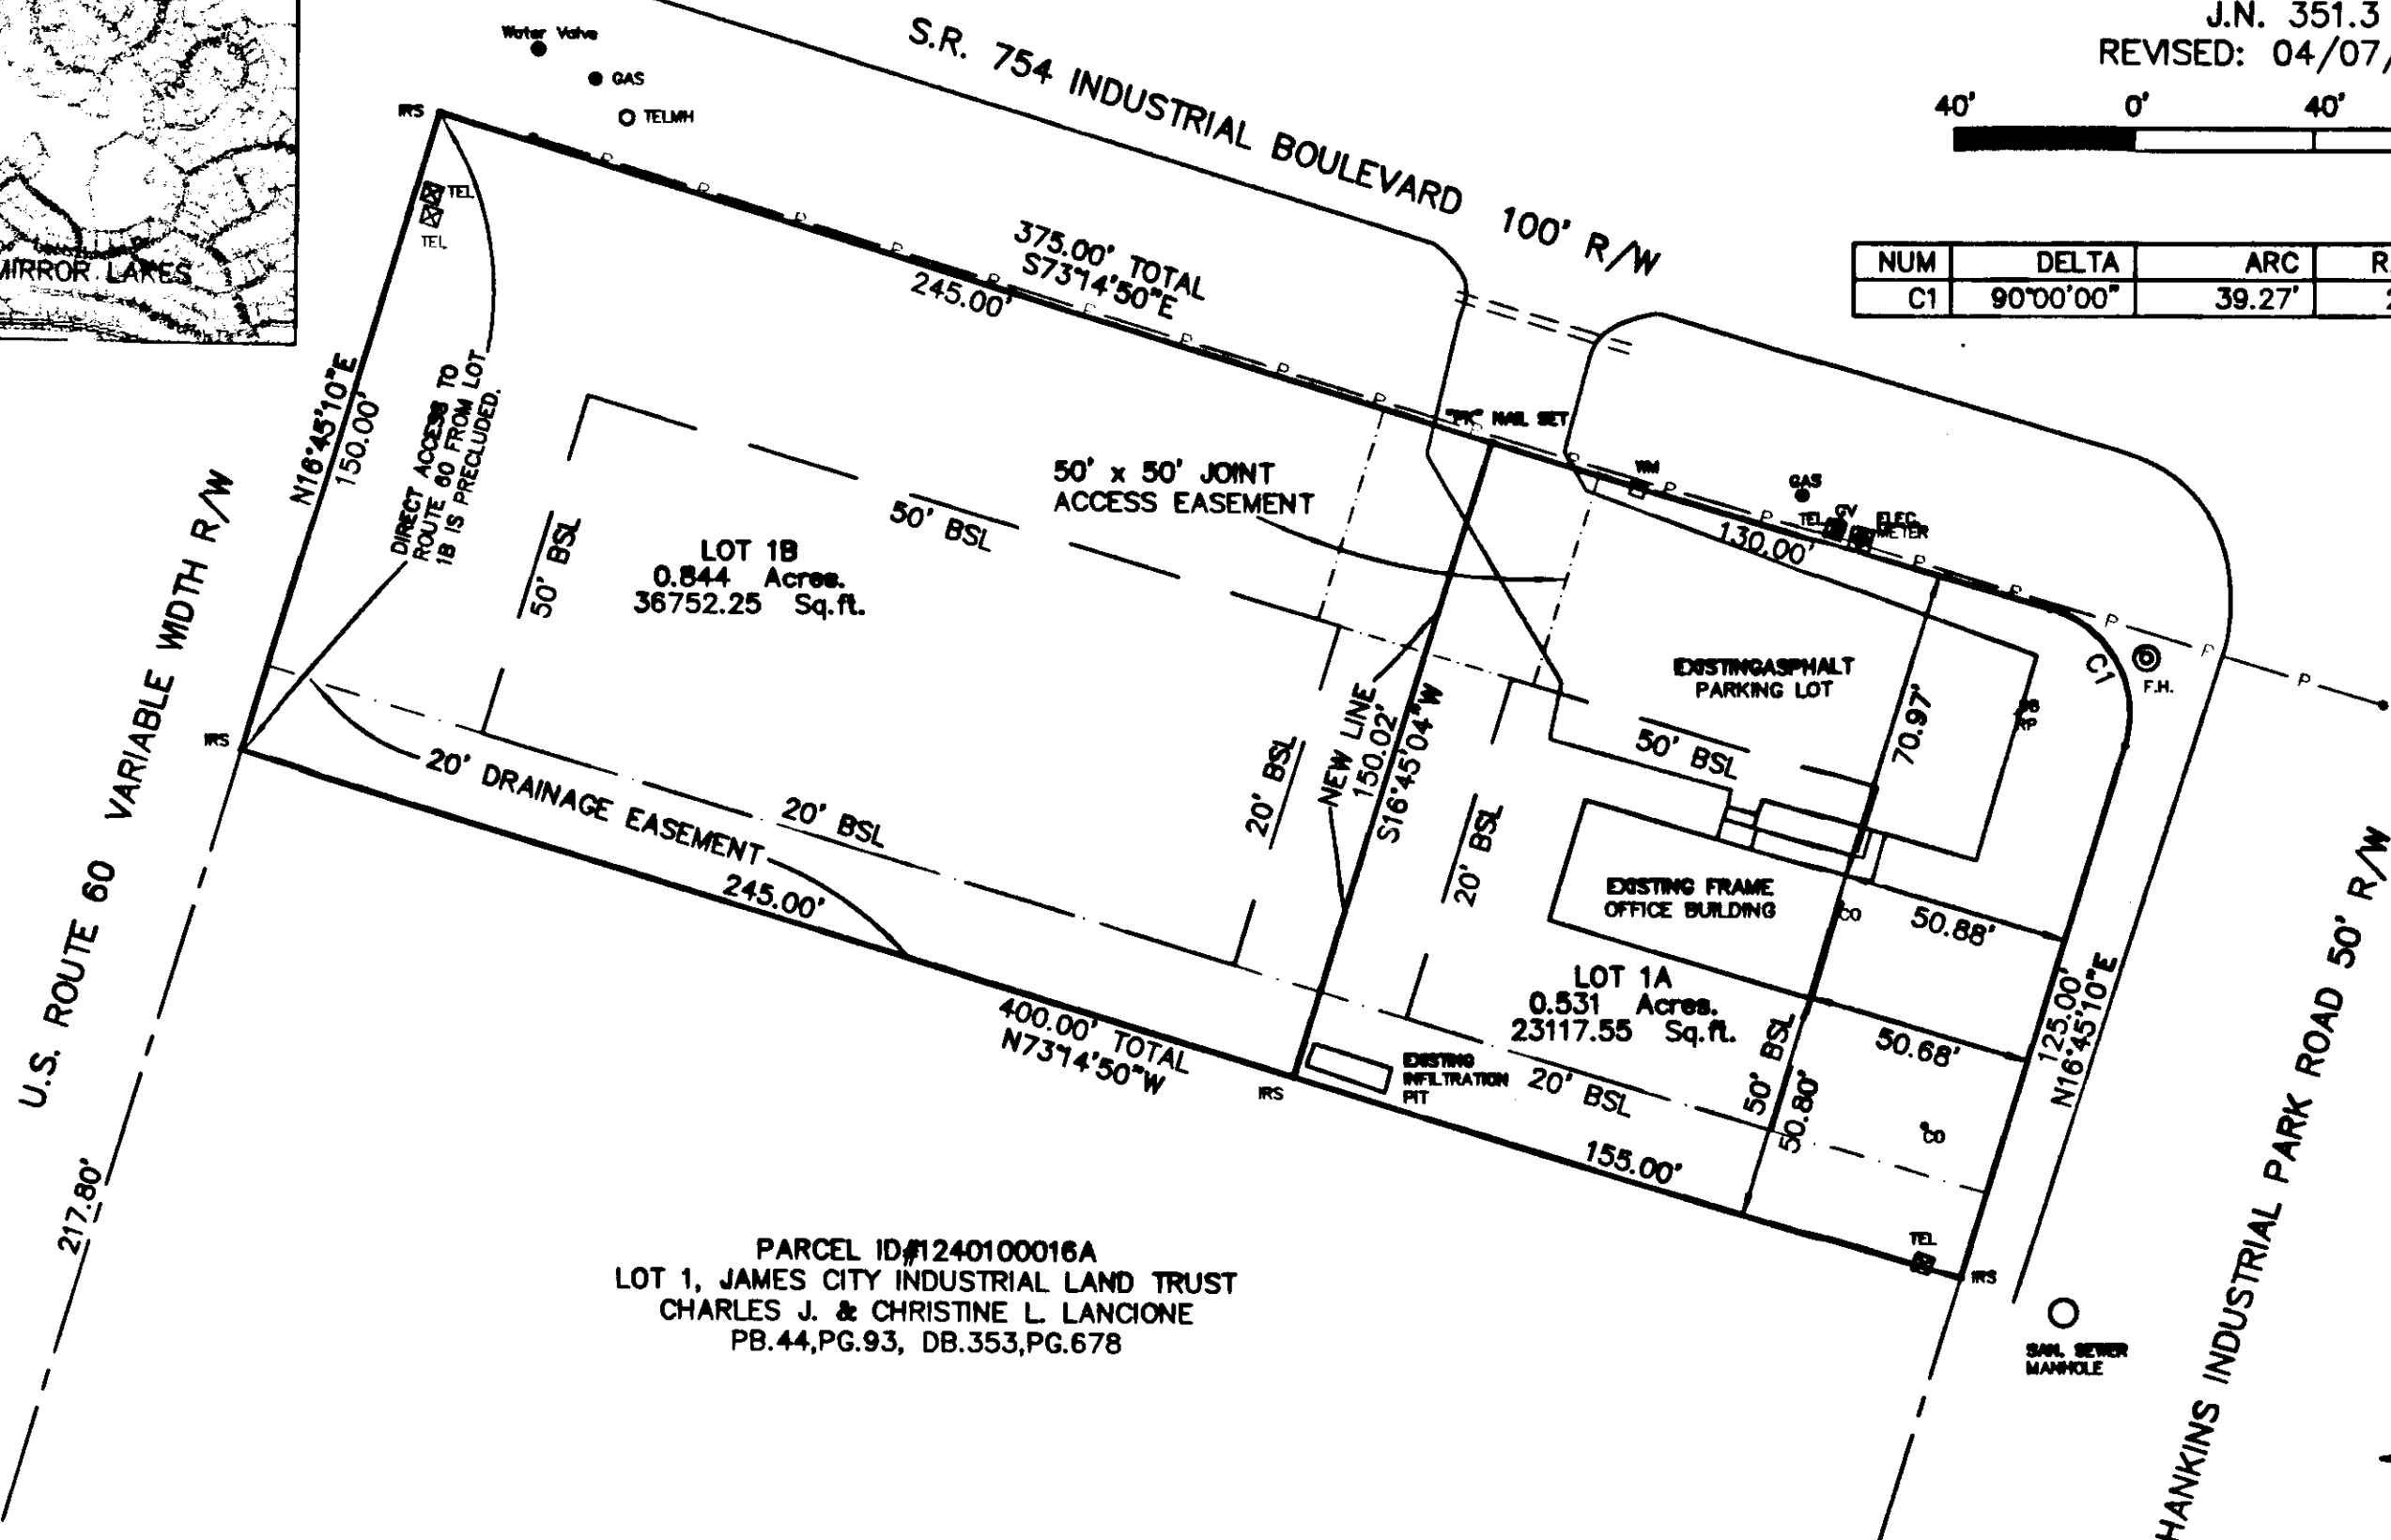 J.N. 351.3
REVISED: 04/07/
40' 0' 40'
NUM DELTA ARC R
C1 90°00'00" 39.27' 2
MIRROR LAKES
Water Valve
GAS
TELMH
IRS
TEL
TEL
S.R. 754 INDUSTRIAL BOULEVARD 100' R/W
375.00' TOTAL
S73°14'50"E
245.00'
N16°45'10"E
150.00'
DIRECT ACCESS TO
ROUTE 60 FROM LOT
1B IS PRECLUDED.
U.S. ROUTE 60 VARIABLE WIDTH R/W
217.80'
"PK" NAIL SET
WM
GAS
TEL
GV
ELEC
METER
130.00'
50' x 50' JOINT
ACCESS EASEMENT
50' BSL
50' BSL
LOT 1B
0.844 Acres.
36752.25 Sq.ft.
EXISTINGASPHALT
PARKING LOT
C1
F.H.
70.97'
50' BSL
IRS
20' DRAINAGE EASEMENT
20' BSL
245.00'
20' BSL
NEW LINE
150.02'
S16°45'04"W
20' BSL
EXISTING FRAME
OFFICE BUILDING
CO
50.88'
LOT 1A
0.531 Acres.
23117.55 Sq.ft.
50.68'
125.00'
N16°45'10"E
400.00' TOTAL
N73°14'50"W
IRS
EXISTING
INFILTRATION
PIT
20' BSL
50' BSL
50.80'
CO
155.00'
TEL
IRS
SAN. SEWER
MANHOLE
HANKINS INDUSTRIAL PARK ROAD 50' R/W
PARCEL ID#1240100016A
LOT 1, JAMES CITY INDUSTRIAL LAND TRUST
CHARLES J. & CHRISTINE L. LANCIONE
PB.44,PG.93, DB.353,PG.678